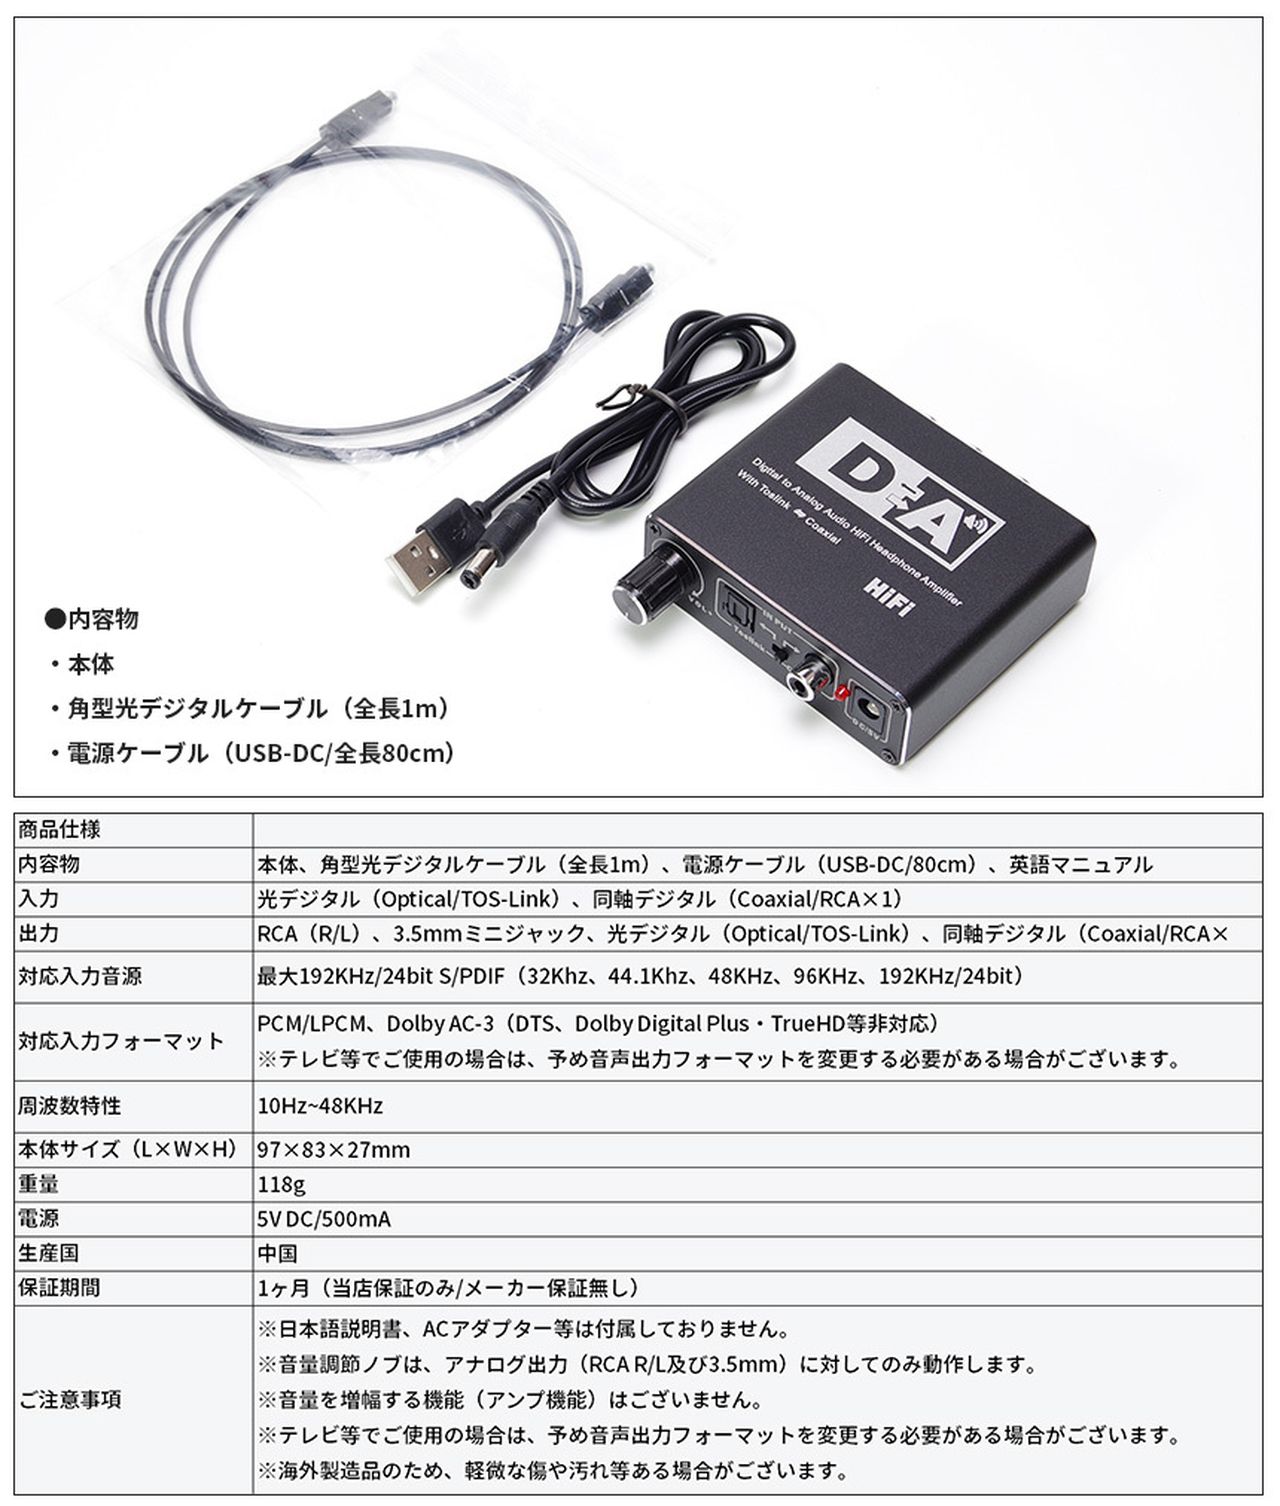 D⇄A
Digital to Analog Audio HiFi Headphone Amplifier
With Toslink ⇋ Coaxial
HiFi
VOL+
INPUT
Toslink
DC/5V
●内容物
・本体
・角型光デジタルケーブル（全長1m）
・電源ケーブル（USB-DC/全長80cm）
商品仕様
内容物 本体、角型光デジタルケーブル（全長1m）、電源ケーブル（USB-DC/80cm）、英語マニュアル
入力 光デジタル（Optical/TOS-Link）、同軸デジタル（Coaxial/RCA×1）
出力 RCA（R/L）、3.5mmミニジャック、光デジタル（Optical/TOS-Link）、同軸デジタル（Coaxial/RCA×
対応入力音源 最大192KHz/24bit S/PDIF（32Khz、44.1Khz、48KHz、96KHz、192KHz/24bit）
対応入力フォーマット PCM/LPCM、Dolby AC-3（DTS、Dolby Digital Plus・TrueHD等非対応）
※テレビ等でご使用の場合は、予め音声出力フォーマットを変更する必要がある場合がございます。
周波数特性 10Hz~48KHz
本体サイズ（L×W×H） 97×83×27mm
重量 118g
電源 5V DC/500mA
生産国 中国
保証期間 1ヶ月（当店保証のみ/メーカー保証無し）
ご注意事項 ※日本語説明書、ACアダプター等は付属しておりません。
※音量調節ノブは、アナログ出力（RCA R/L及び3.5mm）に対してのみ動作します。
※音量を増幅する機能（アンプ機能）はございません。
※テレビ等でご使用の場合は、予め音声出力フォーマットを変更する必要がある場合がございます。
※海外製造品のため、軽微な傷や汚れ等ある場合がございます。